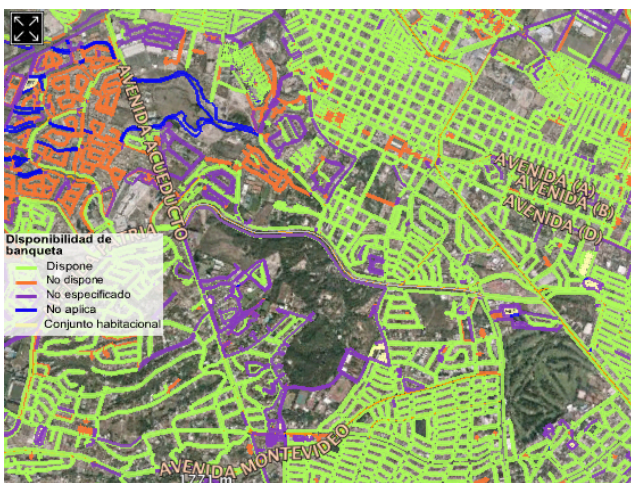 AVENIDA ACUEDUCTO
AVENIDA (A)
AVENIDA (B)
AVENIDA (D)
Disponibilidad de
banqueta
Dispone
No dispone
No especificado
No aplica
Conjunto habitacional
AVENIDA MONTEVIDEO
1771 m